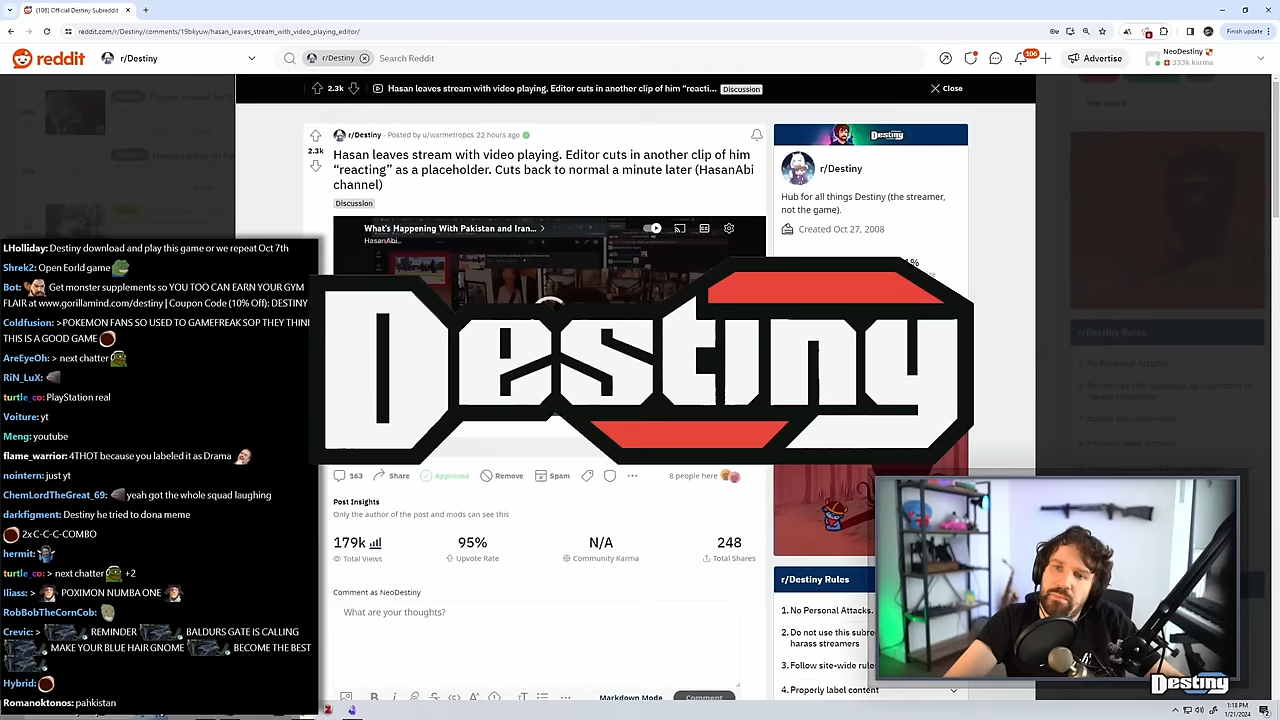 (106) Official Destiny Subreddit
Finish update
reddit.com/r/Destiny/comments/19bkyuw/hasan_leaves_stream_with_video_playing_editor/
reddit
r/Destiny
r/Destiny
Search Reddit
106
Advertise
NeoDestiny
333k karma
2.3k
Hasan leaves stream with video playing. Editor cuts in another clip of him “reacti...
Discussion
Close
r/Destiny · Posted by u/warmetropcs 22 hours ago
2.3k
Hasan leaves stream with video playing. Editor cuts in another clip of him
“reacting” as a placeholder. Cuts back to normal a minute later (HasanAbi
channel)
Discussion
What's Happening With Pakistan and Iran...
HasanAbi
Destiny
r/Destiny
Hub for all things Destiny (the streamer,
not the game).
Created Oct 27, 2008
r/Destiny Rules
1. No Personal Attacks
LHolliday: Destiny download and play this game or we repeat Oct 7th
Shrek2: Open Eorld game
Bot: Get monster supplements so YOU TOO CAN EARN YOUR GYM
FLAIR at www.gorillamind.com/destiny | Coupon Code (10% Off): DESTINY
Coldfusion: >POKEMON FANS SO USED TO GAMEFREAK SOP THEY THINI
THIS IS A GOOD GAME
AreEyeOh: > next chatter
RiN_LuX:
turtle_co: PlayStation real
Voiture: yt
Meng: youtube
flame_warrior: 4THOT because you labeled it as Drama
nointern: just yt
ChemLordTheGreat_69: yeah got the whole squad laughing
darkfigment: Destiny he tried to dona meme
2x C-C-C-COMBO
hermit:
turtle_co: > next chatter +2
Iliass: > POXIMON NUMBA ONE
RobBobTheCornCob:
Crevic: > REMINDER BALDURS GATE IS CALLING
MAKE YOUR BLUE HAIR GNOME BECOME THE BEST
Hybrid:
Romanoktonos: pahkistan
Destiny
163
Share
Approved
Remove
Spam
8 people here
Post Insights
Only the author of the post and mods can see this
179k
95%
N/A
248
Total Views
Upvote Rate
Community Karma
Total Shares
Comment as NeoDestiny
What are your thoughts?
Markdown Mode
Comment
r/Destiny Rules
1. No Personal Attacks.
2. Do not use this subre
harass streamers
3. Follow site-wide rule
4. Properly label content
Destiny
1:18 PM
1/21/2024